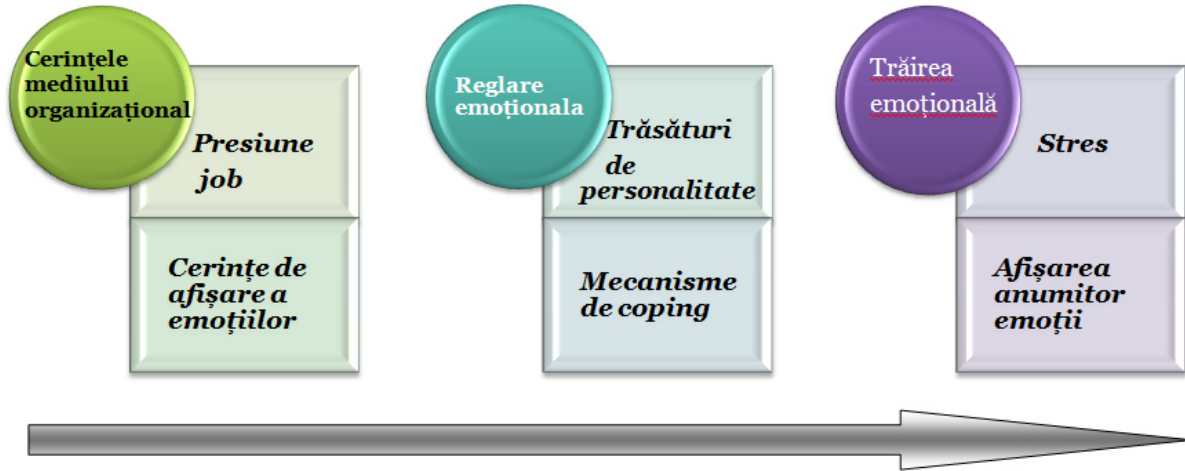 Cerințele
mediului
organizațional
Presiune
job
Cerințe de
afișare a
emoțiilor
Reglare
emoționala
Trăsături
de
personalitate
Mecanisme
de coping
Trăirea
emoțională
Stres
Afișarea
anumitor
emoții